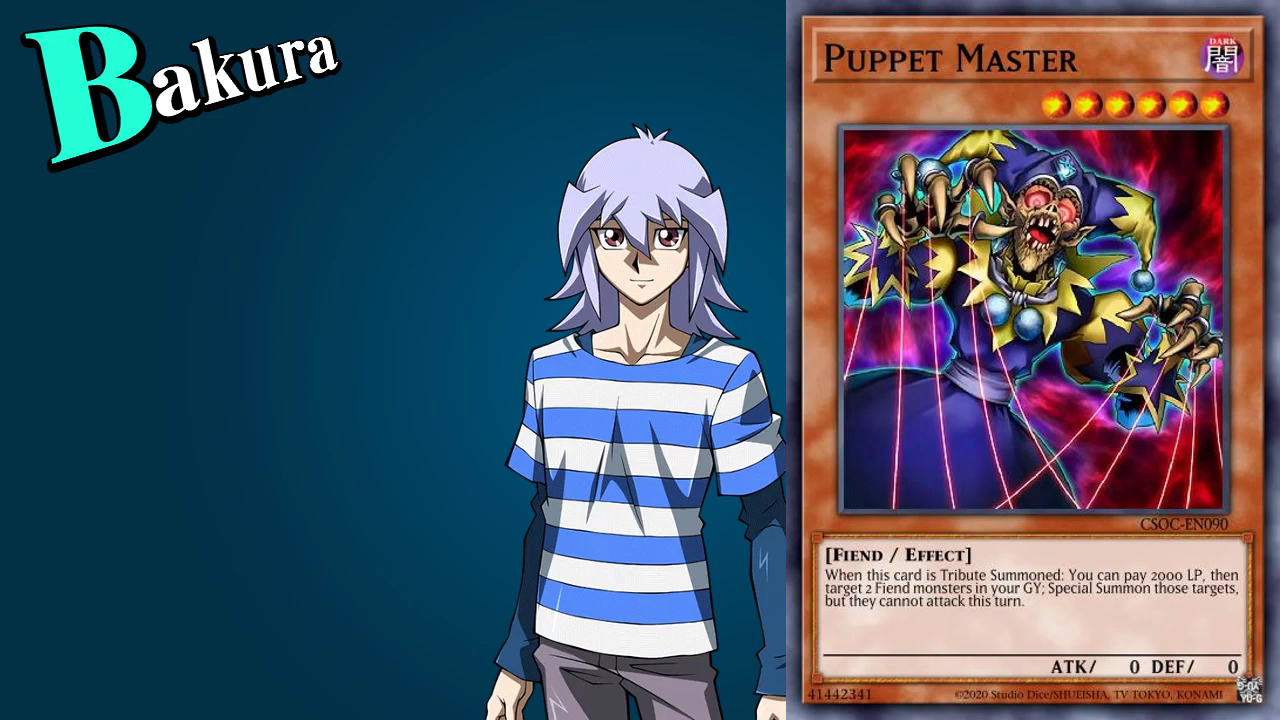 Bakura
PUPPET MASTER
DARK
闇
CSOC-EN090
[FIEND / EFFECT]
When this card is Tribute Summoned: You can pay 2000 LP, then
target 2 Fiend monsters in your GY; Special Summon those targets,
but they cannot attack this turn.
ATK/ 0 DEF/ 0
41442341 ©2020 Studio Dice/SHUEISHA, TV TOKYO, KONAMI